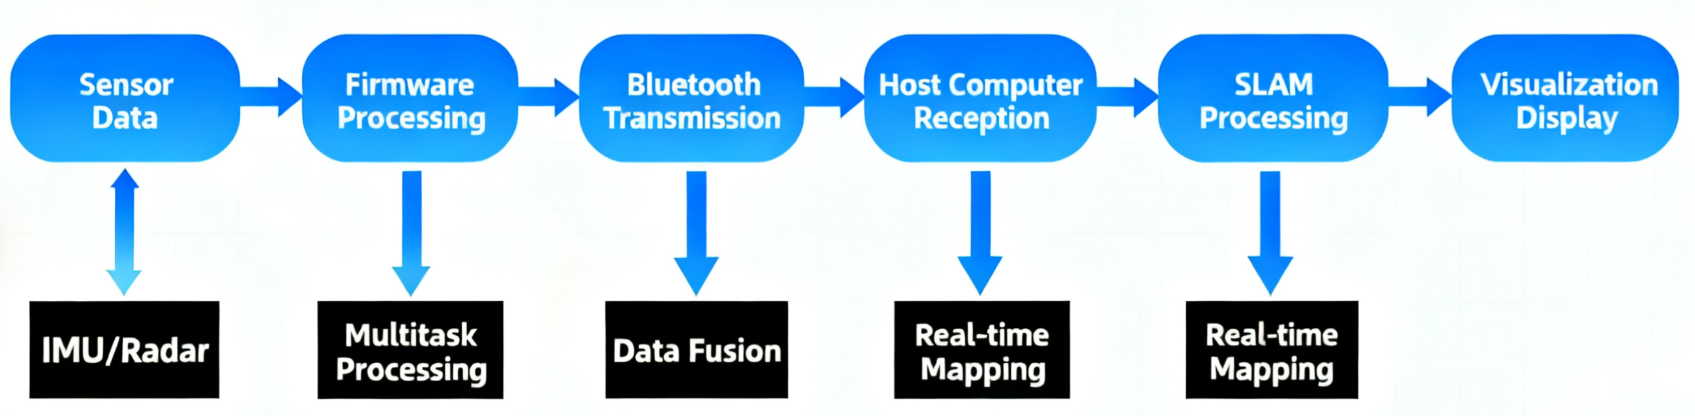 Sensor
Data
Firmware
Processing
Bluetooth
Transmission
Host Computer
Reception
SLAM
Processing
Visualization
Display
IMU/Radar
Multitask
Processing
Data Fusion
Real-time
Mapping
Real-time
Mapping